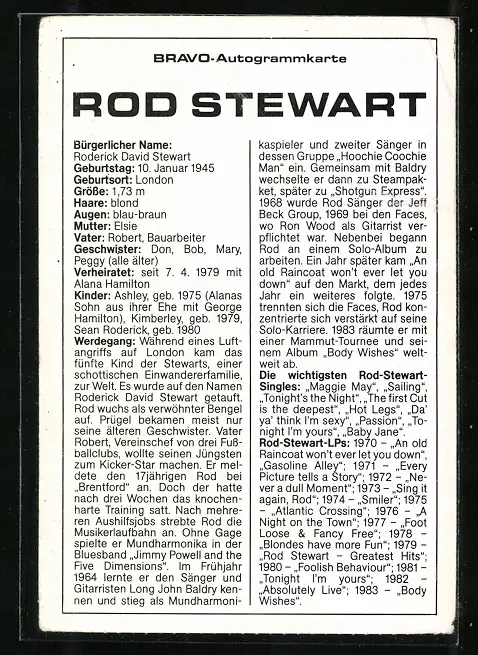 BRAVO-Autogrammkarte
ROD STEWART
Bürgerlicher Name:
Roderick David Stewart
Geburtstag: 10. Januar 1945
Geburtsort: London
Größe: 1,73 m
Haare: blond
Augen: blau-braun
Mutter: Elsie
Vater: Robert, Bauarbeiter
Geschwister: Don, Bob, Mary,
Peggy (alle älter)
Verheiratet: seit 7. 4. 1979 mit
Alana Hamilton
Kinder: Ashley, geb. 1975 (Alanas
Sohn aus ihrer Ehe mit George
Hamilton), Kimberley, geb. 1979,
Sean Roderick, geb. 1980
Werdegang: Während eines Luft-
angriffs auf London kam das
fünfte Kind der Stewarts, einer
schottischen Einwandererfamilie,
zur Welt. Es wurde auf den Namen
Roderick David Stewart getauft.
Rod wuchs als verwöhnter Bengel
auf. Prügel bekamen meist nur
seine älteren Geschwister. Vater
Robert, Vereinschef von drei Fuß-
ballclubs, wollte seinen Jüngsten
zum Kicker-Star machen. Er mel-
dete den 17jährigen Rod bei
„Brentford" an. Doch der hatte
nach drei Wochen das knochen-
harte Training satt. Nach mehre-
ren Aushilfsjobs strebte Rod die
Musikerlaufbahn an. Ohne Gage
spielte er Mundharmonika in der
Bluesband „Jimmy Powell and the
Five Dimensions". Im Frühjahr
1964 lernte er den Sänger und
Gitarristen Long John Baldry ken-
nen und stieg als Mundharmoni-
kaspieler und zweiter Sänger in
dessen Gruppe „Hoochie Coochie
Man" ein. Gemeinsam mit Baldry
wechselte er dann zu Steampak-
ket, später zu „Shotgun Express".
1968 wurde Rod Sänger der Jeff
Beck Group, 1969 bei den Faces,
wo Ron Wood als Gitarrist ver-
pflichtet war. Nebenbei begann
Rod an einem Solo-Album zu
arbeiten. Ein Jahr später kam „An
old Raincoat won't ever let you
down" auf den Markt, dem jedes
Jahr ein weiteres folgte. 1975
trennten sich die Faces, Rod kon-
zentrierte sich verstärkt auf seine
Solo-Karriere. 1983 räumte er mit
einer Mammut-Tournee und sei-
nem Album „Body Wishes" welt-
weit ab.
Die wichtigsten Rod-Stewart-
Singles: „Maggie May", „Sailing",
„Tonight's the Night", „The first Cut
is the deepest", „Hot Legs", „Da'
ya' think I'm sexy", „Passion", „To-
night I'm yours", „Baby Jane".
Rod-Stewart-LPs: 1970 – „An old
Raincoat won't ever let you down",
„Gasoline Alley"; 1971 – „Every
Picture tells a Story"; 1972 – „Ne-
ver a dull Moment"; 1973 – „Sing it
again, Rod"; 1974 – „Smiler"; 1975
– „Atlantic Crossing"; 1976 – „A
Night on the Town"; 1977 – „Foot
Loose & Fancy Free"; 1978 –
„Blondes have more Fun"; 1979 –
„Rod Stewart – Greatest Hits";
1980 – „Foolish Behaviour"; 1981 –
„Tonight I'm yours"; 1982 –
„Absolutely Live"; 1983 – „Body
Wishes".